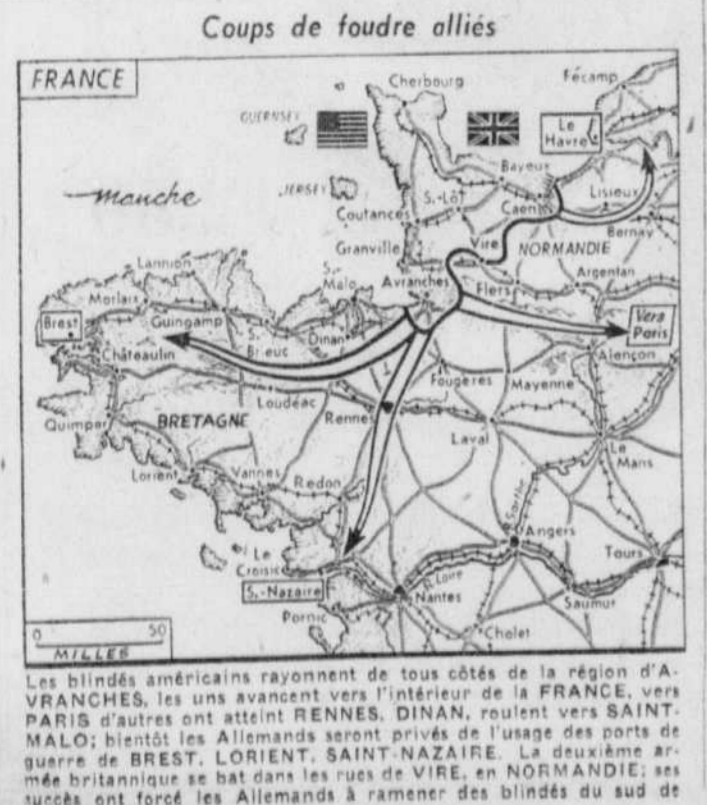 Coups de foudre alliés
FRANCE
Cherbourg
Fécamp
GUERNSEY
Le
Havre
Bayeux
manche
JERSEY
S.-Lô
Caen
Lisieux
Coutances
Bernay
Vire
NORMANDIE
Granville
Lannion
S.-
Malo
Avranches
Flers
Argentan
Morlaix
Brest
Guingamp
Dinan
Vers
Paris
Châteaulin
Brieuc
Alençon
Fougères
Mayenne
Loudéac
Quimper
BRETAGNE
Rennes
Laval
Le
Mans
Lorient
Vannes
Redon
Sarthe
Angers
Le
Croisic
Tours
S.-Nazaire
R. Loire
Nantes
Saumur
Pornic
Cholet
0 50
MILLES
Les blindés américains rayonnent de tous côtés de la région d'A-
VRANCHES, les uns avancent vers l'intérieur de la FRANCE, vers
PARIS d'autres ont atteint RENNES, DINAN, roulent vers SAINT-
MALO; bientôt les Allemands seront privés de l'usage des ports de
guerre de BREST, LORIENT, SAINT-NAZAIRE. La deuxième ar-
mée britannique se bat dans les rues de VIRE, en NORMANDIE; ses
succès ont forcé les Allemands à ramener des blindés du sud de